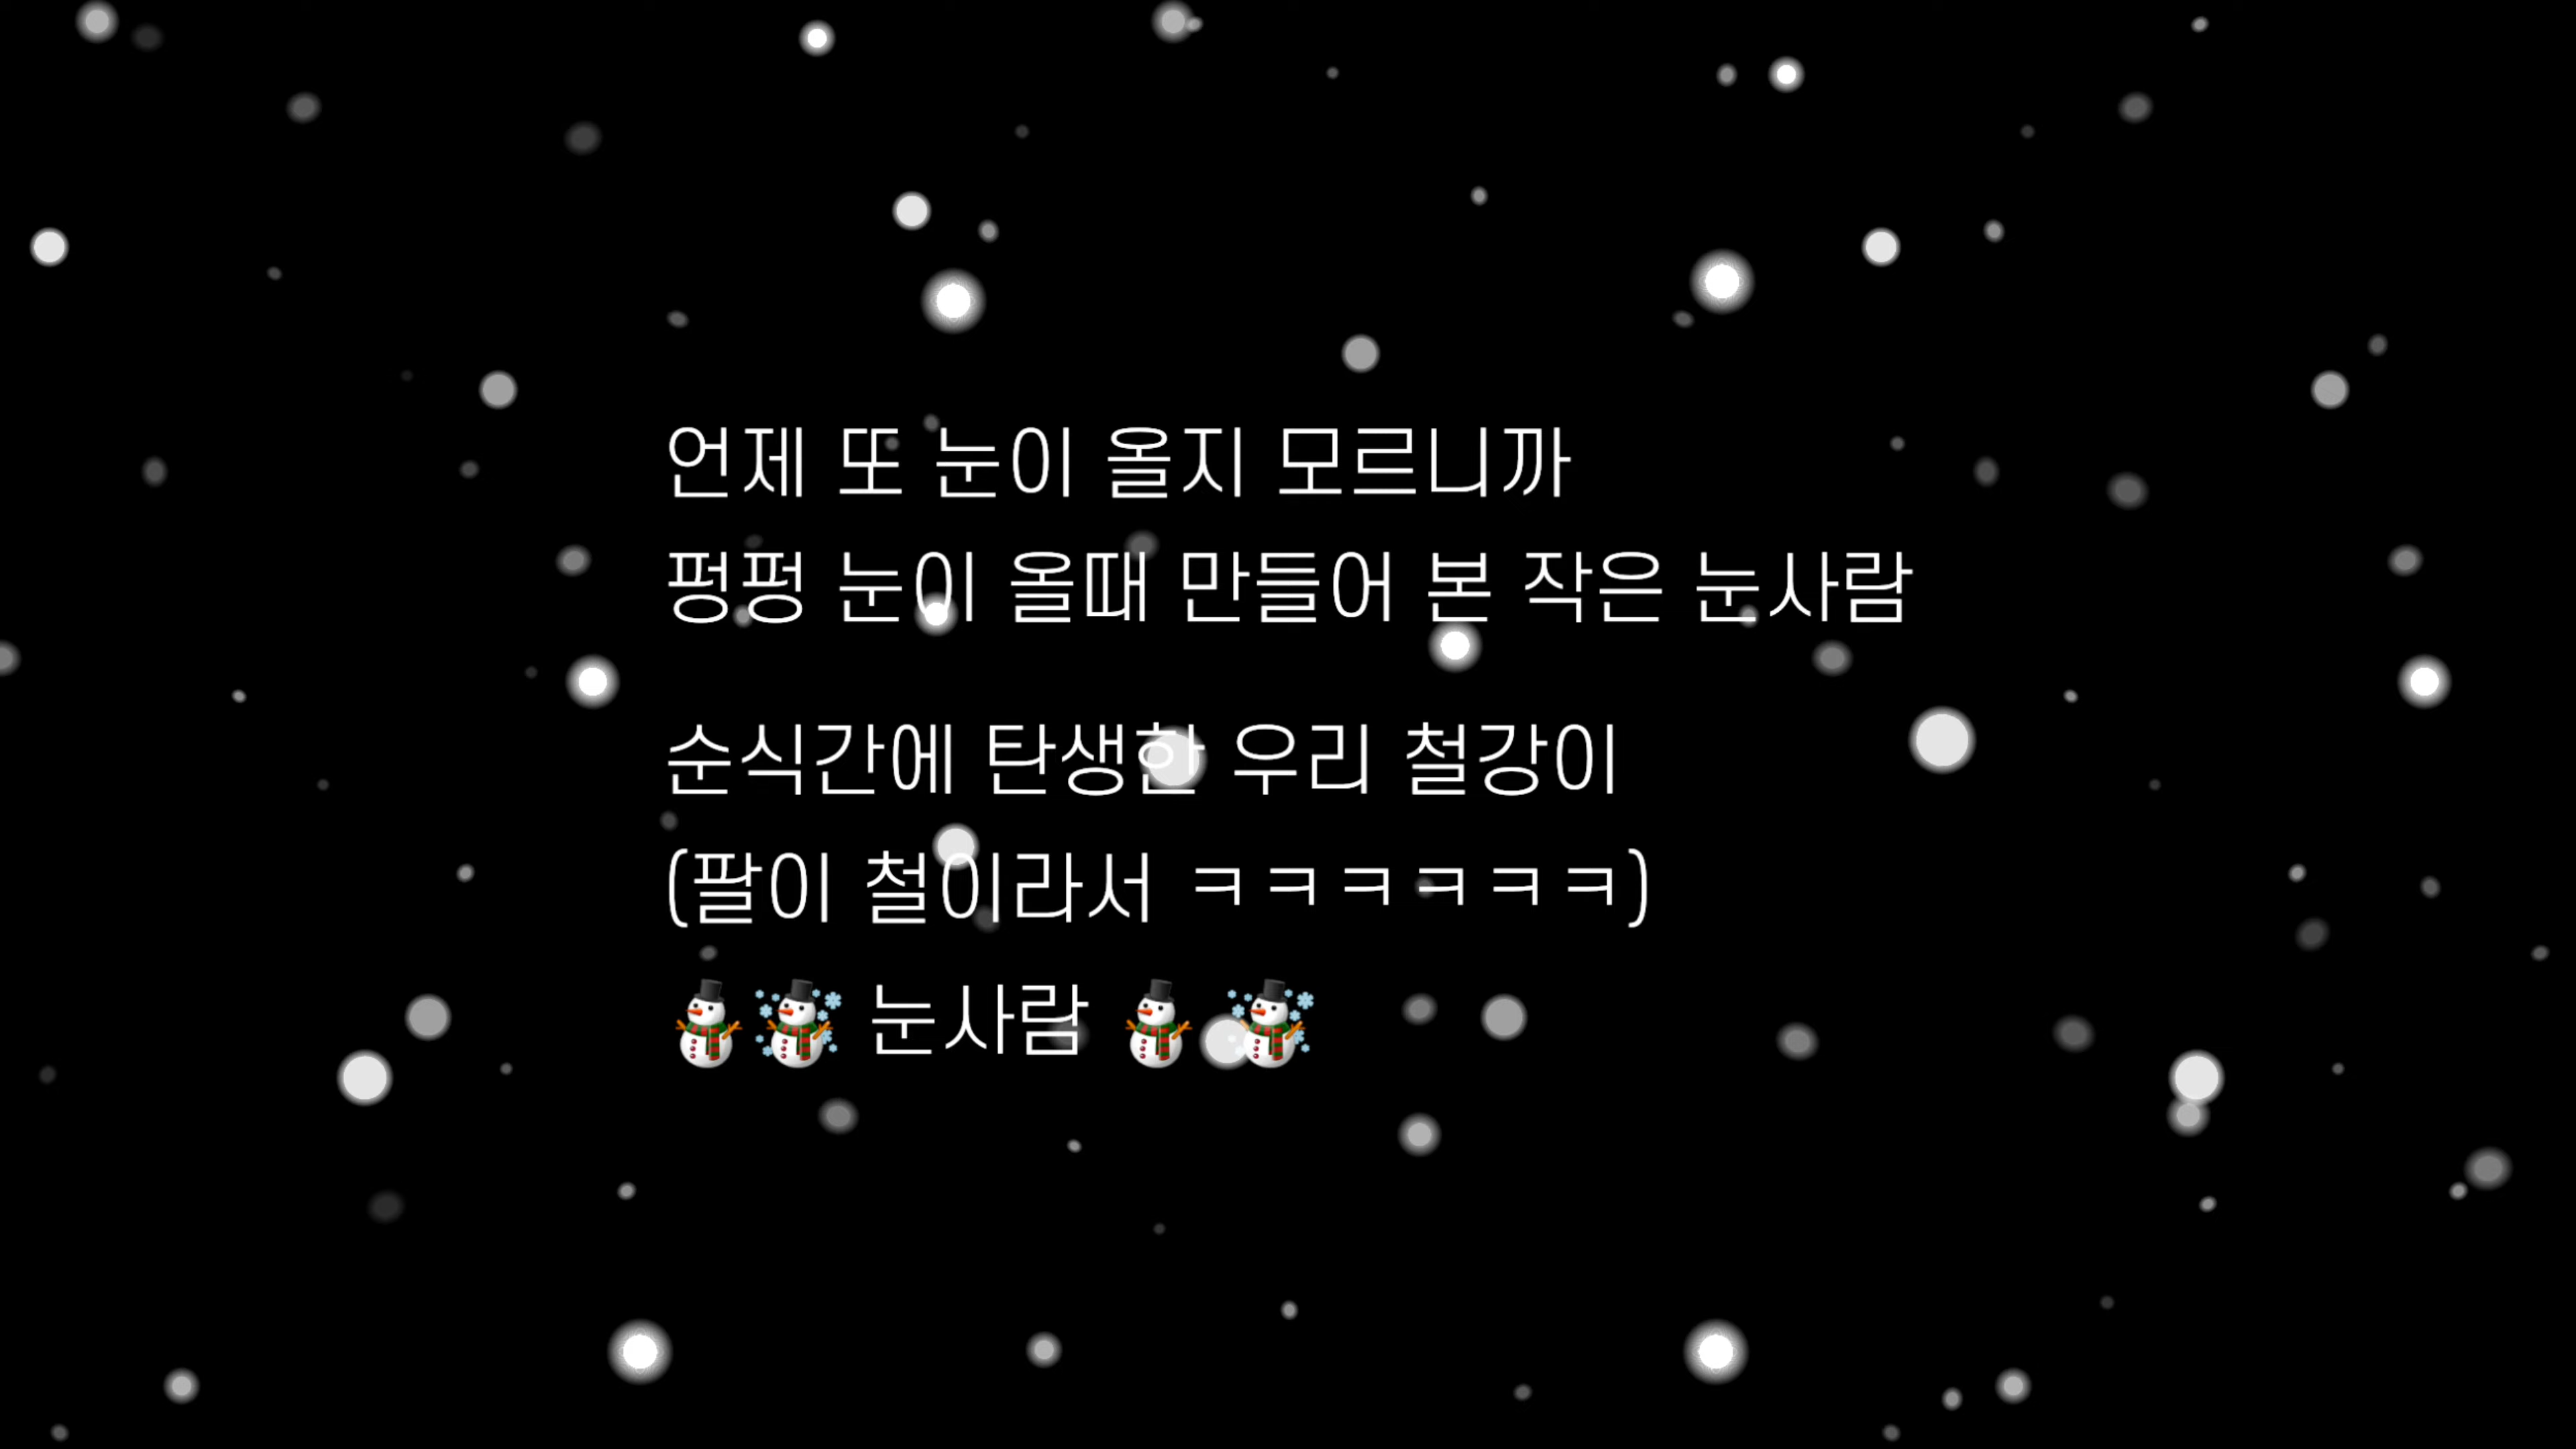 언제 또 눈이 올지 모르니까
펑펑 눈이 올때 만들어 본 작은 눈사람
순식간에 탄생한 우리 철강이
(팔이 철이라서 ㅋㅋㅋㅋㅋㅋ)
⛄☃️ 눈사람 ⛄☃️